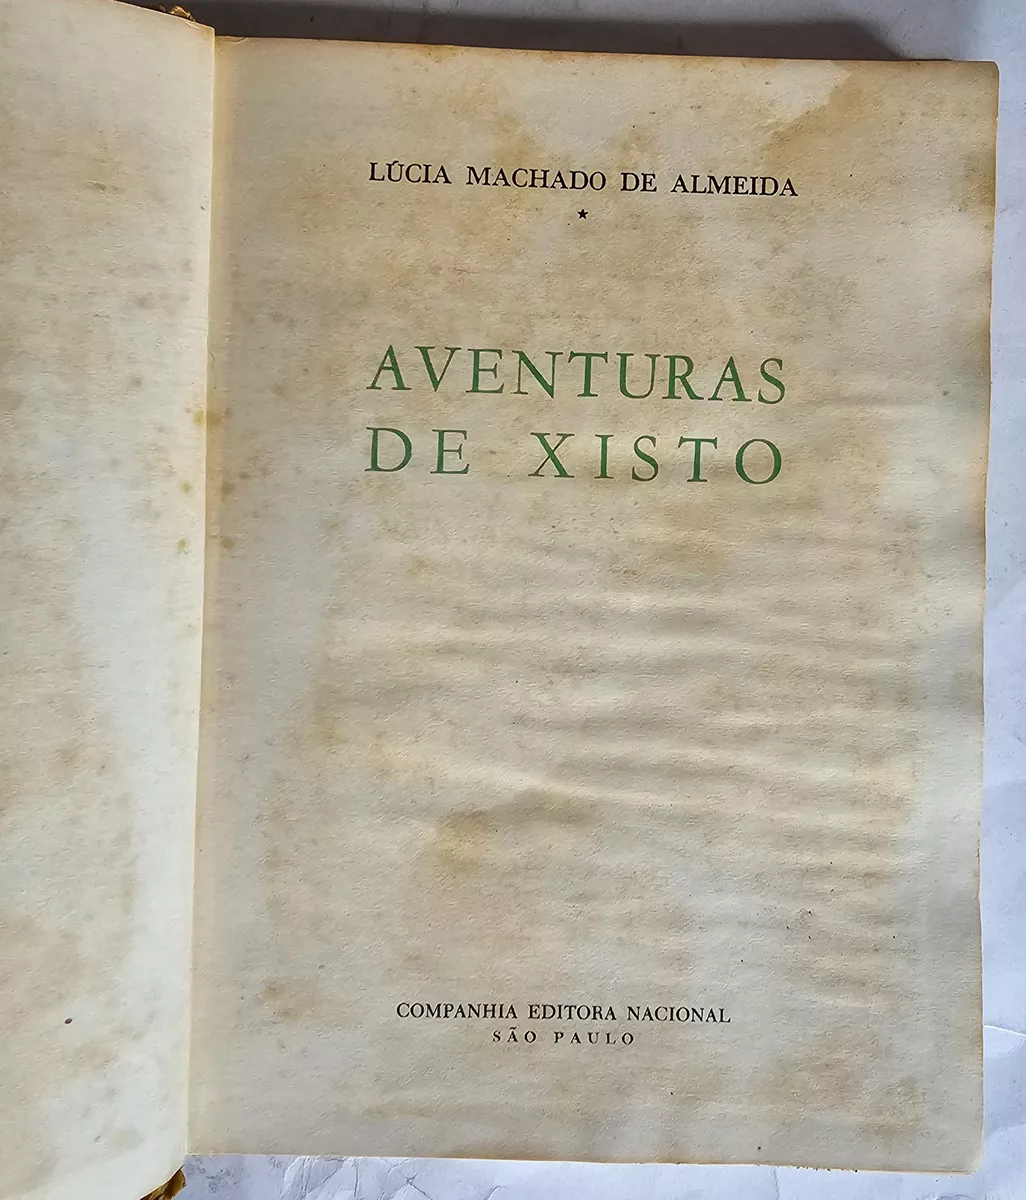 LÚCIA MACHADO DE ALMEIDA
★
AVENTURAS
DE XISTO
COMPANHIA EDITORA NACIONAL
SÃO PAULO